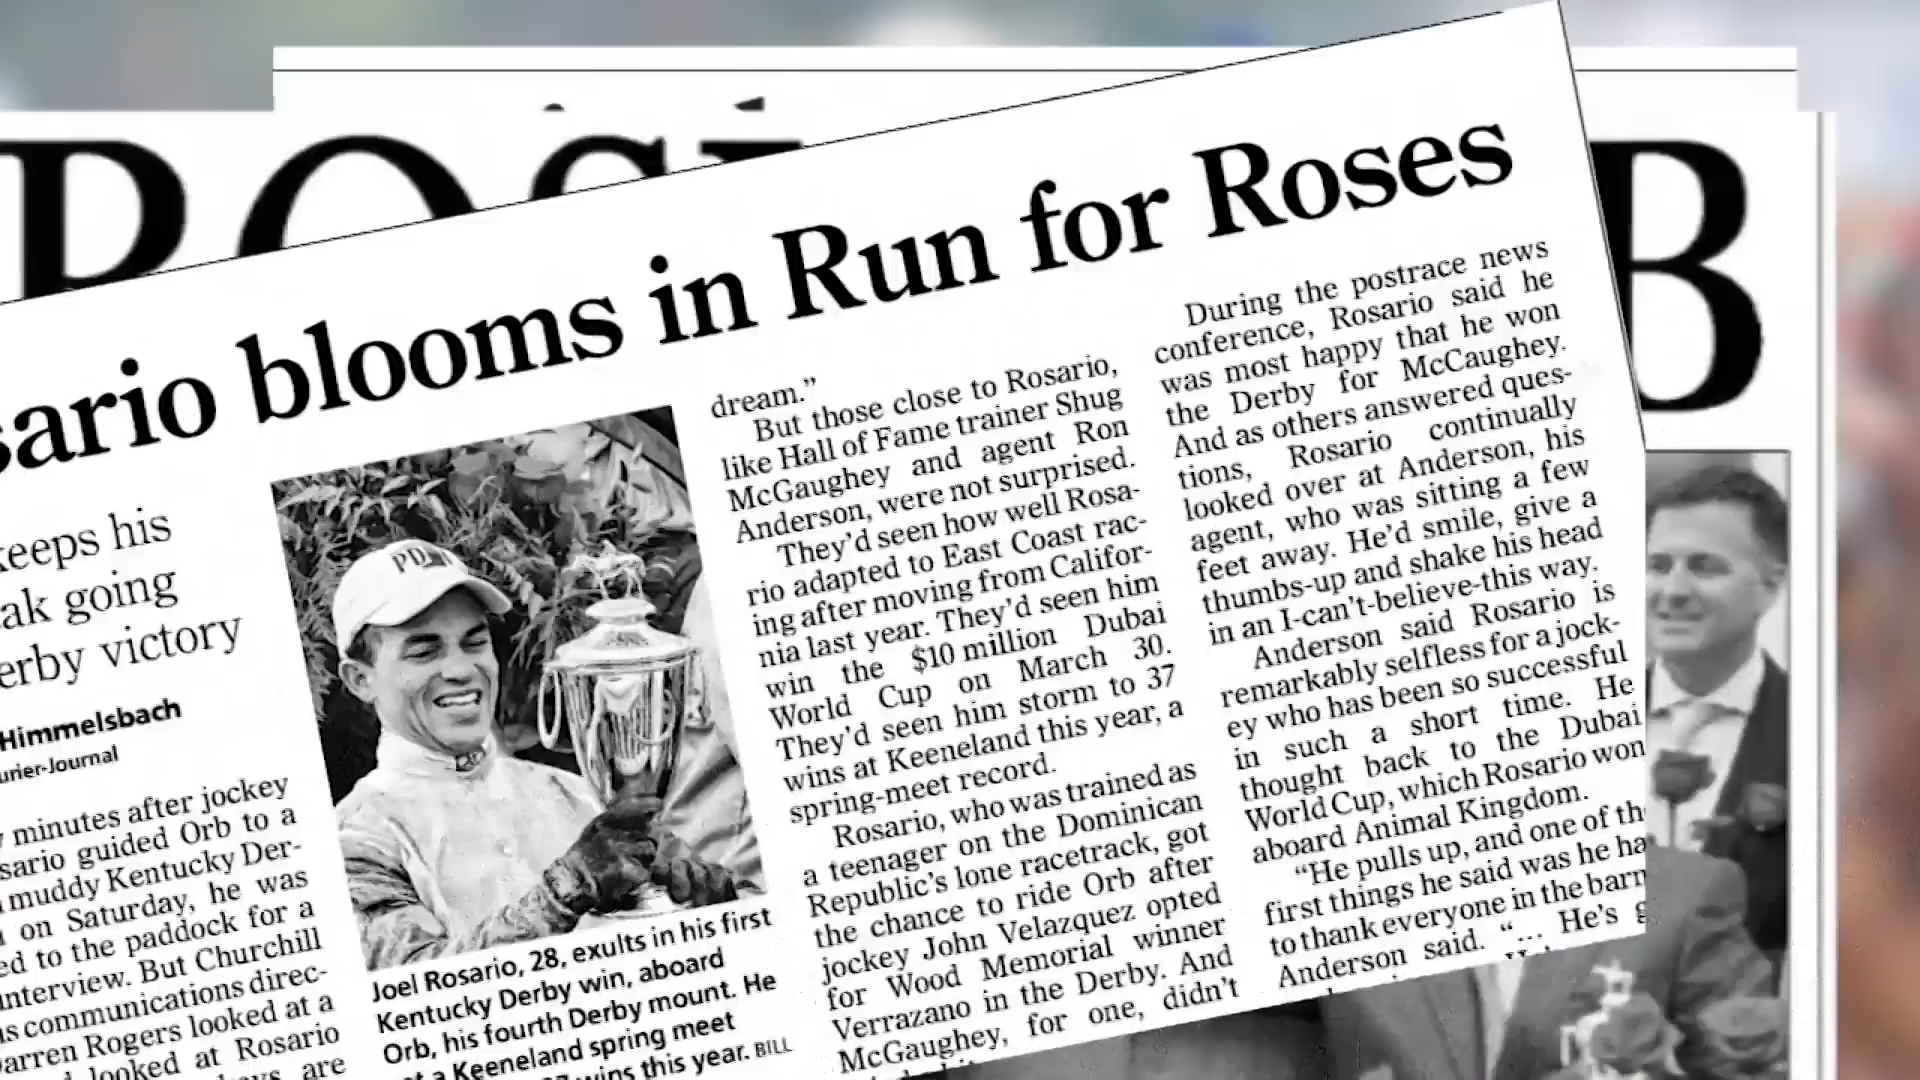 B
sario blooms in Run for Roses
keeps his
eak going
erby victory
Himmelsbach
urier-Journal
minutes after jockey
sario guided Orb to a
muddy Kentucky Der-
on Saturday, he was
ed to the paddock for a
nterview. But Churchill
s communications direc-
arren Rogers looked at a
looked at Rosario
are
PD
Joel Rosario, 28, exults in his first
Kentucky Derby win, aboard
Orb, his fourth Derby mount. He
a Keeneland spring meet
wins this year. BILL
dream.”
But those close to Rosario,
like Hall of Fame trainer Shug
McGaughey and agent Ron
Anderson, were not surprised.
They’d seen how well Rosa-
rio adapted to East Coast rac-
ing after moving from Califor-
nia last year. They’d seen him
win the $10 million Dubai
World Cup on March 30.
They’d seen him storm to 37
wins at Keeneland this year, a
spring-meet record.
Rosario, who was trained as
a teenager on the Dominican
Republic’s lone racetrack, got
the chance to ride Orb after
jockey John Velazquez opted
for Wood Memorial winner
Verrazano in the Derby. And
McGaughey, for one, didn’t
During the postrace news
conference, Rosario said he
was most happy that he won
the Derby for McCaughey.
And as others answered ques-
tions, Rosario continually
looked over at Anderson, his
agent, who was sitting a few
feet away. He’d smile, give a
thumbs-up and shake his head
in an I-can’t-believe-this way.
Anderson said Rosario is
remarkably selfless for a jock-
ey who has been so successful
in such a short time. He
thought back to the Dubai
World Cup, which Rosario won
aboard Animal Kingdom.
“He pulls up, and one of th
first things he said was he ha
to thank everyone in the barn
Anderson said. “... He’s g